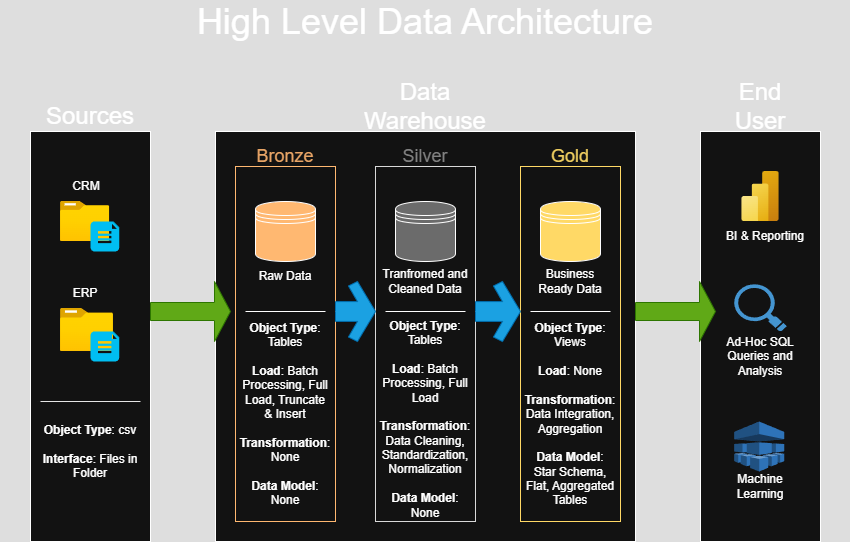 High Level Data Architecture
Sources
CRM
ERP
Object Type: csv
Interface: Files in
Folder
Data
Warehouse
Bronze
Raw Data
Object Type:
Tables
Load: Batch
Processing, Full
Load, Truncate
& Insert
Transformation:
None
Data Model:
None
Silver
Tranfromed and
Cleaned Data
Object Type:
Tables
Load: Batch
Processing, Full
Load
Transformation:
Data Cleaning,
Standardization,
Normalization
Data Model:
None
Gold
Business
Ready Data
Object Type:
Views
Load: None
Transformation:
Data Integration,
Aggregation
Data Model:
Star Schema,
Flat, Aggregated
Tables
End
User
BI & Reporting
Ad-Hoc SQL
Queries and
Analysis
Machine
Learning